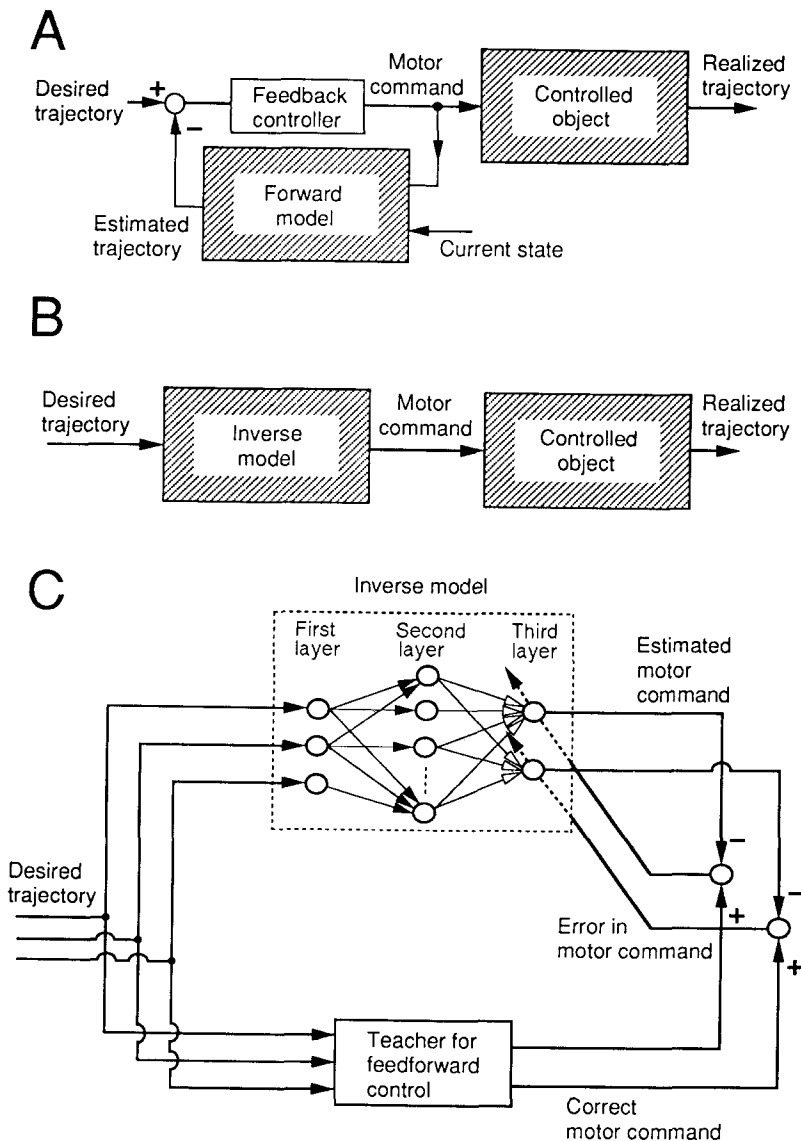 A
Desired
trajectory
+
−
Feedback
controller
Motor
command
Controlled
object
Realized
trajectory
Forward
model
Estimated
trajectory
Current state
B
Desired
trajectory
Inverse
model
Motor
command
Controlled
object
Realized
trajectory
C
Inverse model
First
layer
Second
layer
Third
layer
Estimated
motor
command
−
−
Desired
trajectory
+
Error in
motor command
+
Teacher for
feedforward
control
Correct
motor command